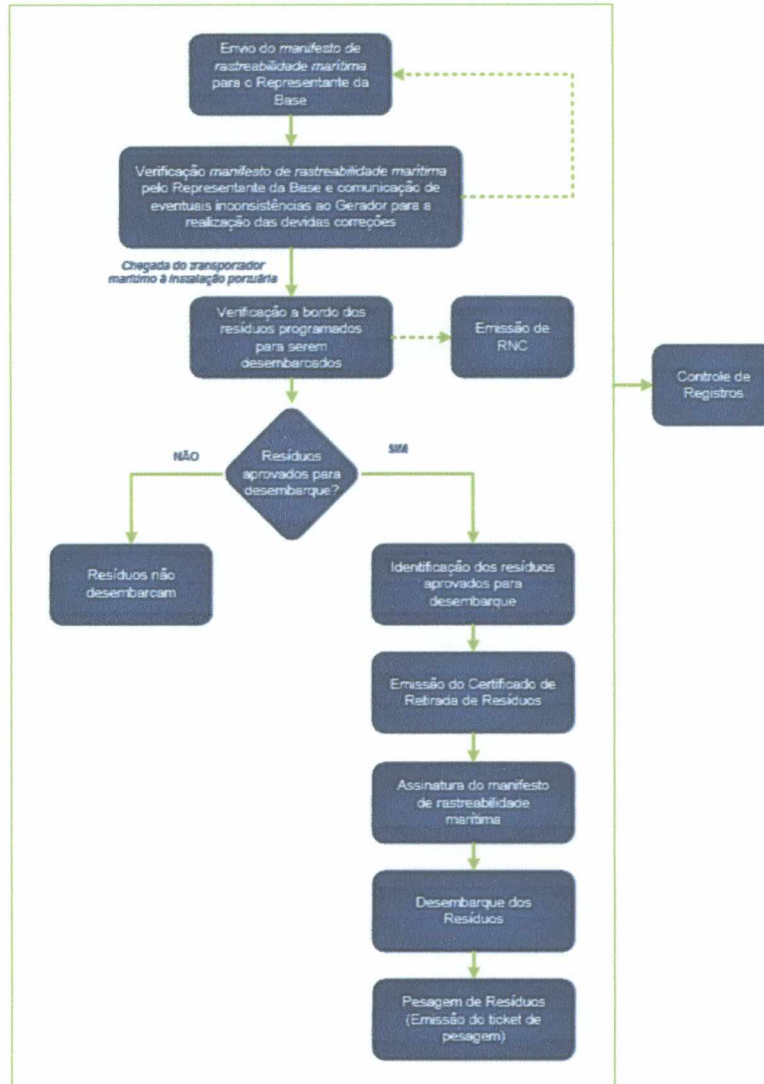 Envio do manifesto de
rastreabilidade marítima
para o Representante da
Base
Verificação manifesto de rastreabilidade marítima
pelo Representante da Base e comunicação de
eventuais inconsistências ao Gerador para a
realização das devidas correções
Chegada do transportador
marítimo à instalação portuária
Verificação a bordo dos
resíduos programados
para serem
desembarcados
Emissão de
RNC
Controle de
Registros
Resíduos
aprovados para
desembarque?
NÃO
SIM
Resíduos não
desembarcam
Identificação dos resíduos
aprovados para
desembarque
Emissão do Certificado de
Retirada de Resíduos
Assinatura do manifesto
de rastreabilidade
marítima
Desembarque dos
Resíduos
Pesagem de Resíduos
(Emissão do ticket de
pesagem)